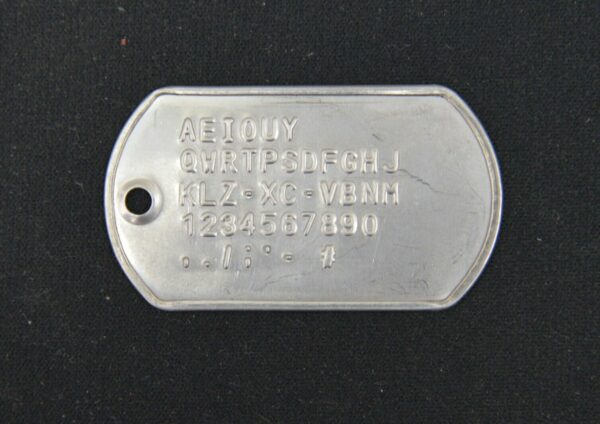 AEIOUY
QWRTPSDFGHJ
KLZ-XC-VBNM
1234567890
,./;'- #